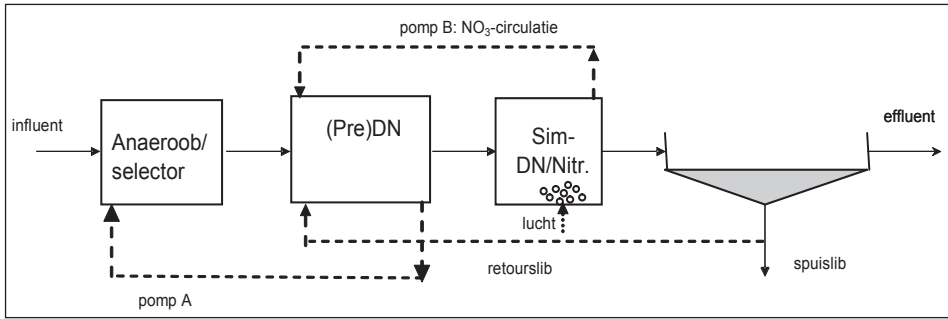 pomp B: NO₃-circulatie
influent
Anaeroob/
selector
(Pre)DN
Sim-
DN/Nitr.
lucht
effluent
retourslib
spuislib
pomp A